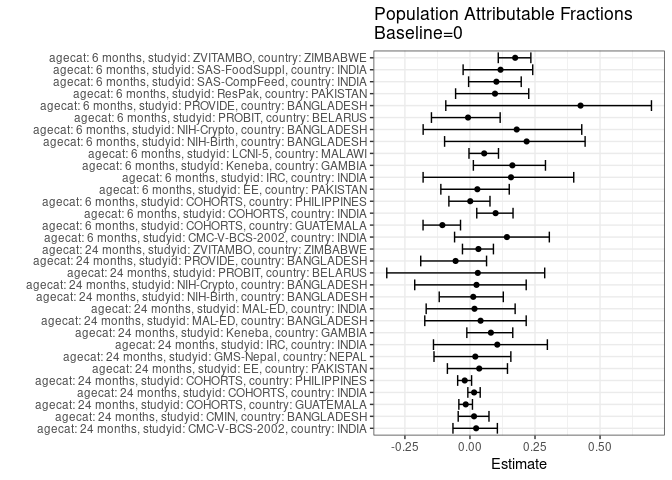 Population Attributable Fractions
Baseline=0
agecat: 6 months, studyid: ZVITAMBO, country: ZIMBABWE
agecat: 6 months, studyid: SAS-FoodSuppl, country: INDIA
agecat: 6 months, studyid: SAS-CompFeed, country: INDIA
agecat: 6 months, studyid: ResPak, country: PAKISTAN
agecat: 6 months, studyid: PROVIDE, country: BANGLADESH
agecat: 6 months, studyid: PROBIT, country: BELARUS
agecat: 6 months, studyid: NIH-Crypto, country: BANGLADESH
agecat: 6 months, studyid: NIH-Birth, country: BANGLADESH
agecat: 6 months, studyid: LCNI-5, country: MALAWI
agecat: 6 months, studyid: Keneba, country: GAMBIA
agecat: 6 months, studyid: IRC, country: INDIA
agecat: 6 months, studyid: EE, country: PAKISTAN
agecat: 6 months, studyid: COHORTS, country: PHILIPPINES
agecat: 6 months, studyid: COHORTS, country: INDIA
agecat: 6 months, studyid: COHORTS, country: GUATEMALA
agecat: 6 months, studyid: CMC-V-BCS-2002, country: INDIA
agecat: 24 months, studyid: ZVITAMBO, country: ZIMBABWE
agecat: 24 months, studyid: PROVIDE, country: BANGLADESH
agecat: 24 months, studyid: PROBIT, country: BELARUS
agecat: 24 months, studyid: NIH-Crypto, country: BANGLADESH
agecat: 24 months, studyid: NIH-Birth, country: BANGLADESH
agecat: 24 months, studyid: MAL-ED, country: INDIA
agecat: 24 months, studyid: MAL-ED, country: BANGLADESH
agecat: 24 months, studyid: Keneba, country: GAMBIA
agecat: 24 months, studyid: IRC, country: INDIA
agecat: 24 months, studyid: GMS-Nepal, country: NEPAL
agecat: 24 months, studyid: EE, country: PAKISTAN
agecat: 24 months, studyid: COHORTS, country: PHILIPPINES
agecat: 24 months, studyid: COHORTS, country: INDIA
agecat: 24 months, studyid: COHORTS, country: GUATEMALA
agecat: 24 months, studyid: CMIN, country: BANGLADESH
agecat: 24 months, studyid: CMC-V-BCS-2002, country: INDIA
-0.25 0.00 0.25 0.50
Estimate